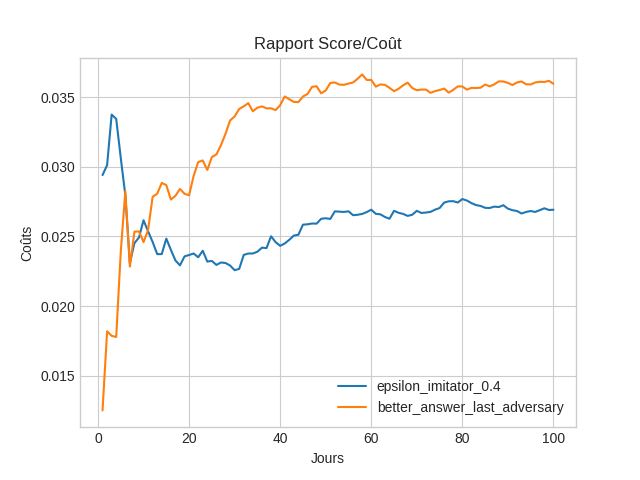 Rapport Score/Coût
Coûts
0.035
0.030
0.025
0.020
0.015
epsilon_imitator_0.4
better_answer_last_adversary
0 20 40 60 80 100
Jours